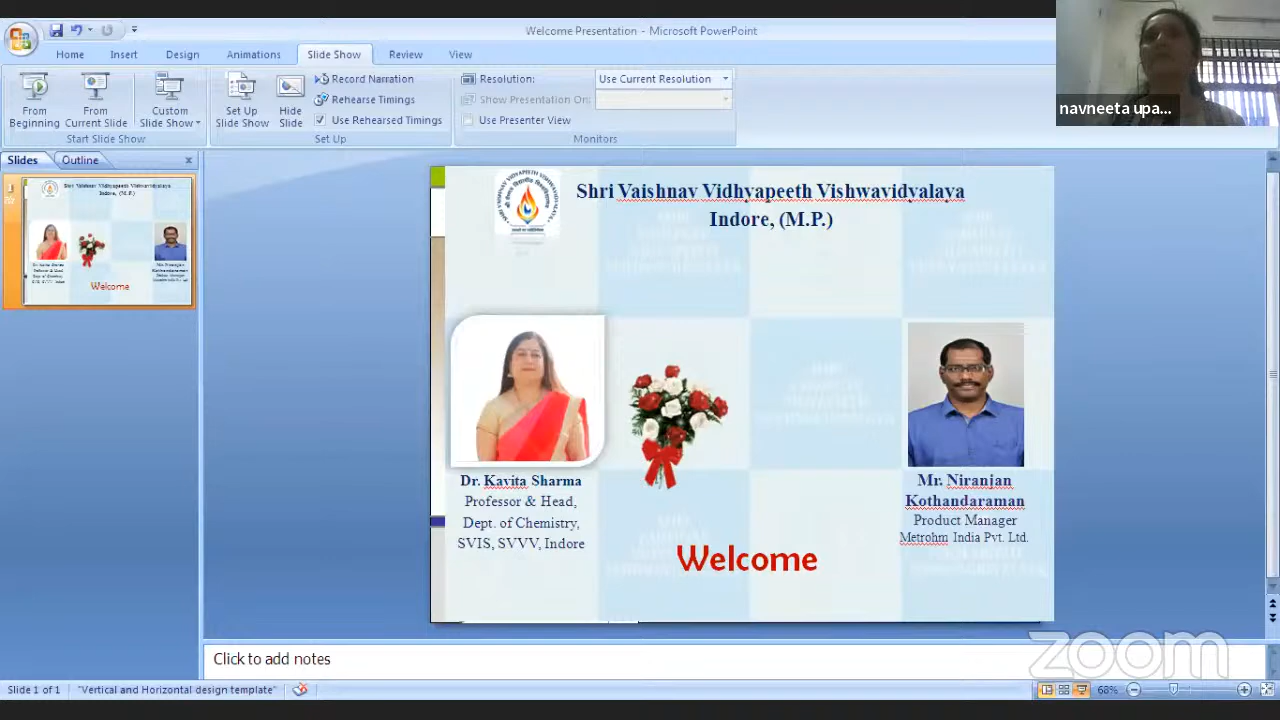 Welcome Presentation - Microsoft PowerPoint
Home Insert Design Animations Slide Show Review View
From Beginning
From Current Slide
Custom Slide Show
Start Slide Show
Set Up Slide Show
Hide Slide
Record Narration
Rehearse Timings
Use Rehearsed Timings
Set Up
Resolution: Use Current Resolution
Show Presentation On:
Use Presenter View
Monitors
navneeta upa...
Slides Outline
1
Welcome
Shri Vaishnav Vidhyapeeth Vishwavidyalaya
Indore, (M.P.)
Dr. Kavita Sharma
Professor & Head,
Dept. of Chemistry,
SVIS, SVVV, Indore
Mr. Niranjan
Kothandaraman
Product Manager
Metrohm India Pvt. Ltd.
Welcome
Click to add notes
zoom
Slide 1 of 1 "Vertical and Horizontal design template" 68%